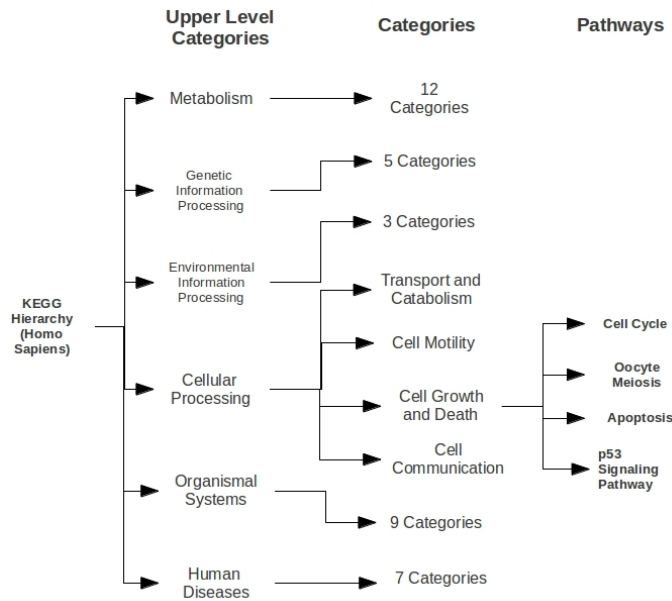 Upper Level
Categories
Categories
Pathways
KEGG
Hierarchy
(Homo
Sapiens)
Metabolism
Genetic
Information
Processing
Environmental
Information
Processing
Cellular
Processing
Organismal
Systems
Human
Diseases
12
Categories
5 Categories
3 Categories
Transport and
Catabolism
Cell Motility
Cell Growth
and Death
Cell
Communication
9 Categories
7 Categories
Cell Cycle
Oocyte
Meiosis
Apoptosis
p53
Signaling
Pathway